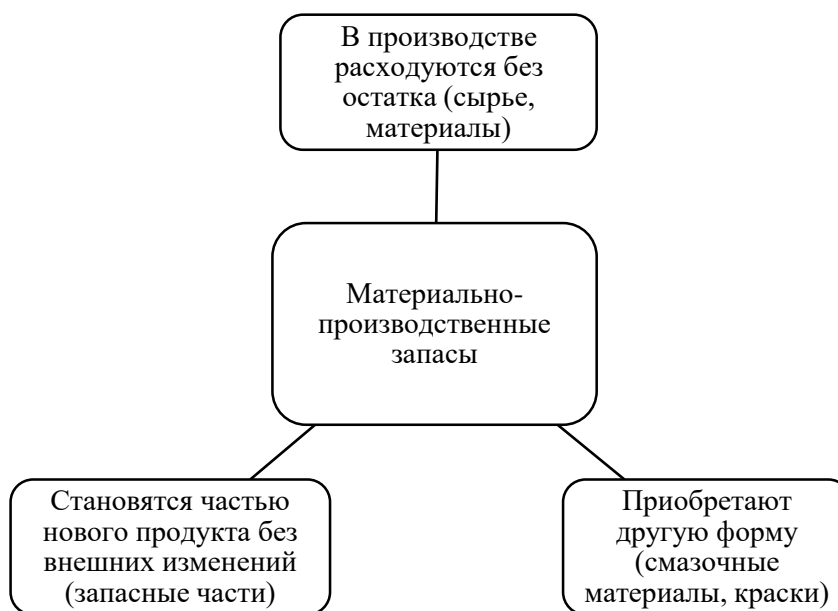 В производстве
расходуются без
остатка (сырье,
материалы)
Материально-
производственные
запасы
Становятся частью
нового продукта без
внешних изменений
(запасные части)
Приобретают
другую форму
(смазочные
материалы, краски)